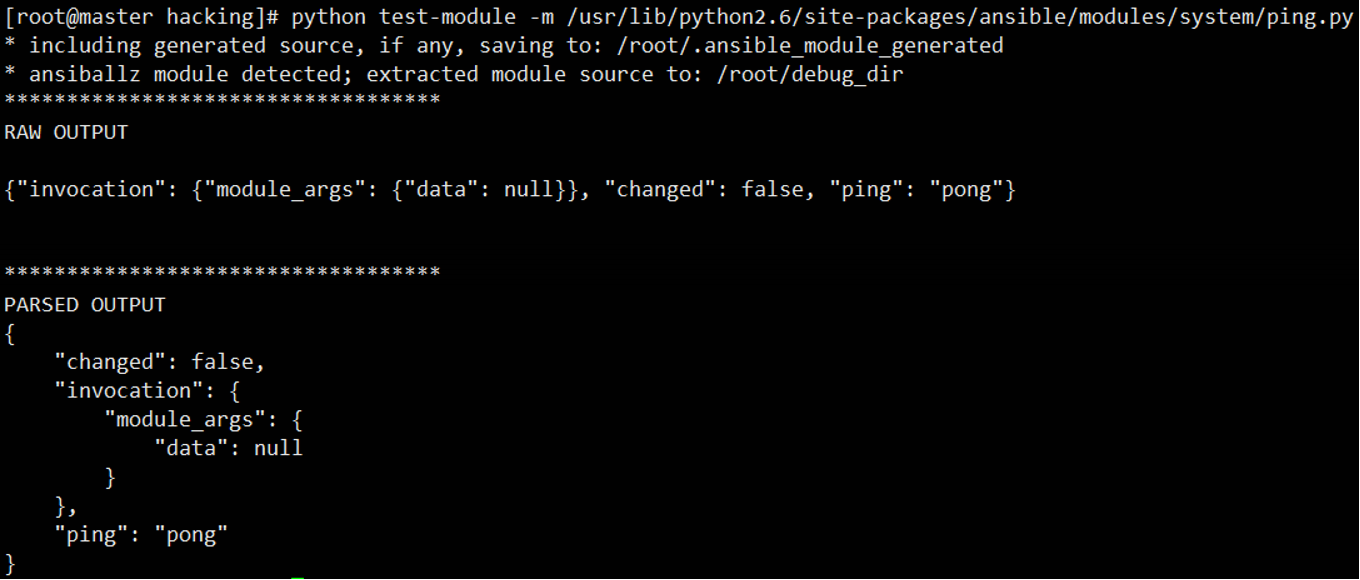 [root@master hacking]# python test-module -m /usr/lib/python2.6/site-packages/ansible/modules/system/ping.py
* including generated source, if any, saving to: /root/.ansible_module_generated
* ansiballz module detected; extracted module source to: /root/debug_dir
***********************************
RAW OUTPUT
{"invocation": {"module_args": {"data": null}}, "changed": false, "ping": "pong"}
***********************************
PARSED OUTPUT
{
    "changed": false,
    "invocation": {
        "module_args": {
            "data": null
        }
    },
    "ping": "pong"
}